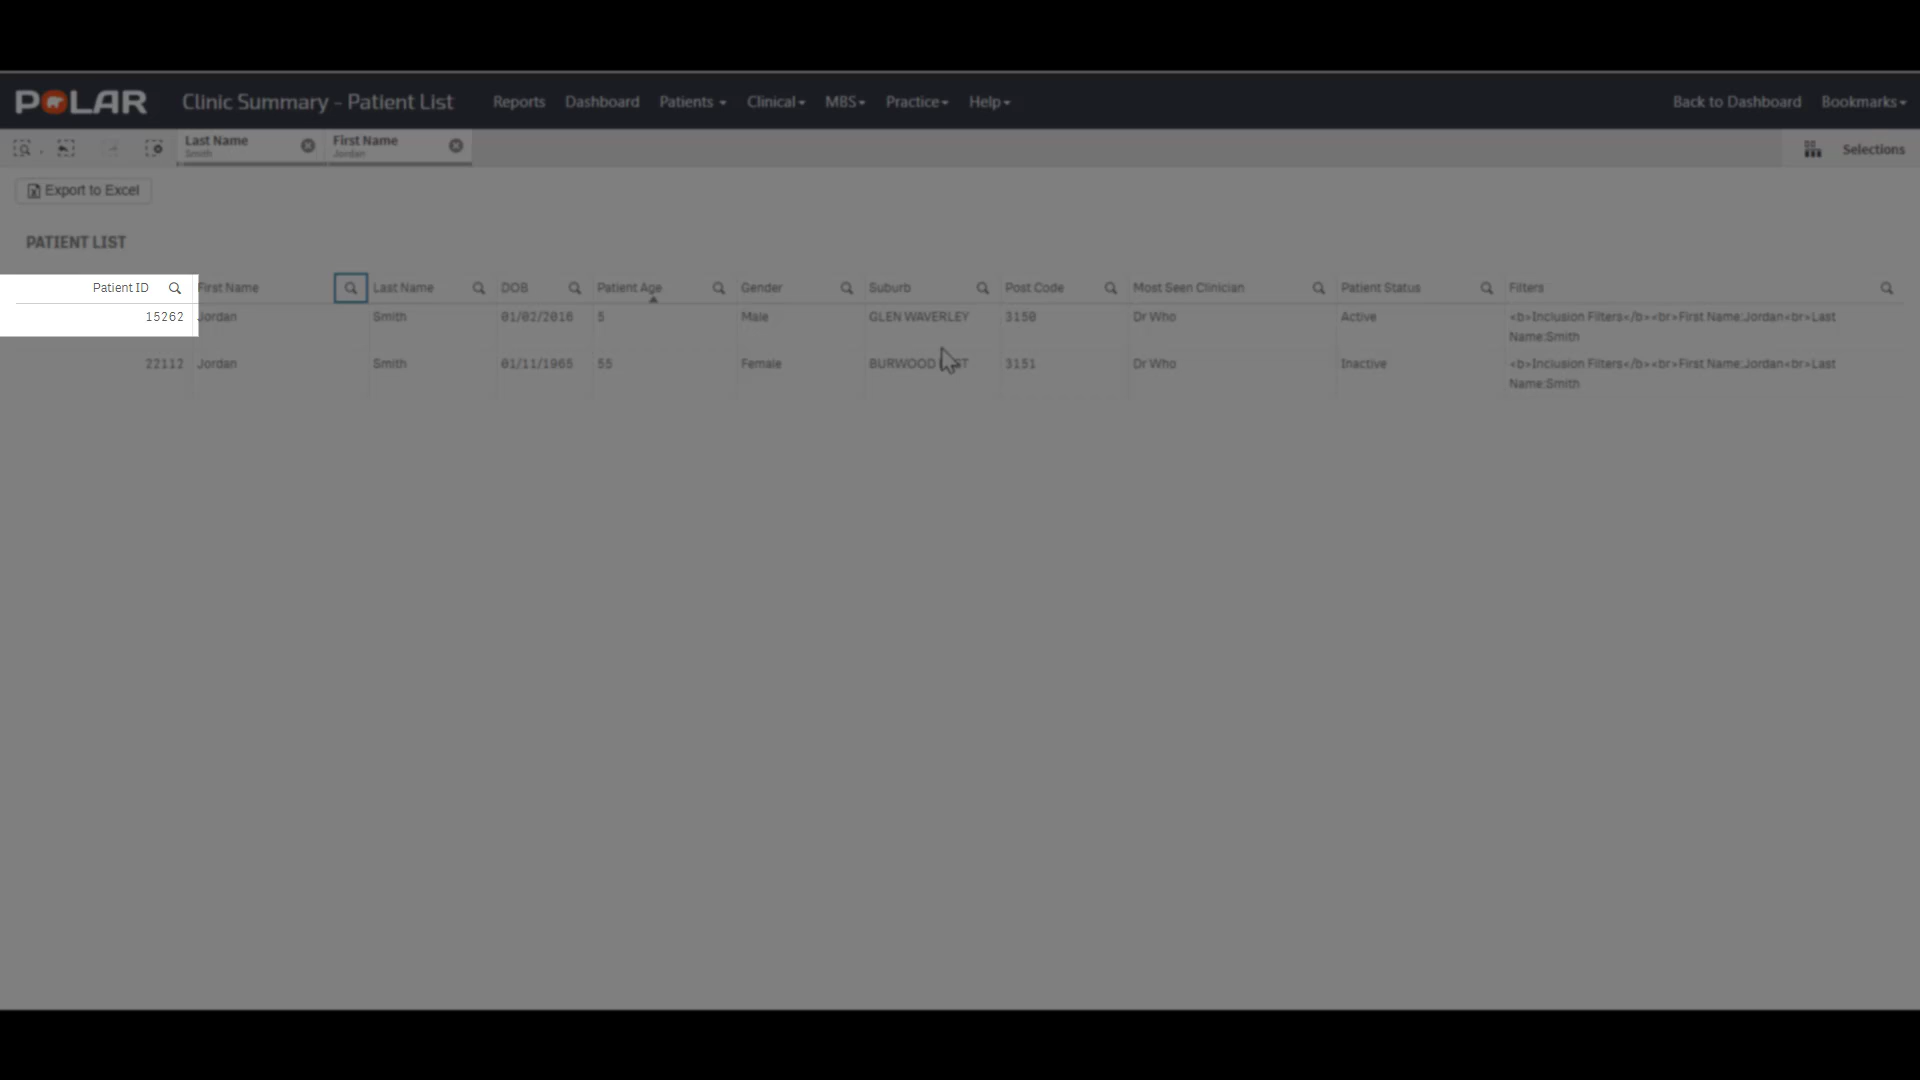 POLAR Clinic Summary - Patient List Reports Dashboard Patients Clinical MBS Practice Help Back to Dashboard Bookmarks
Last Name First Name Selections
Smith Jordan
Export to Excel
PATIENT LIST
Patient ID First Name Last Name DOB Patient Age Gender Suburb Post Code Most Seen Clinician Patient Status Filters
15262 Jordan Smith 01/02/2016 5 Male GLEN WAVERLEY 3150 Dr Who Active <b>Inclusion Filters</b><br>First Name:Jordan<br>Last
Name:Smith
22112 Jordan Smith 01/11/1965 55 Female BURWOOD 3151 Dr Who Inactive <b>Inclusion Filters</b><br>First Name:Jordan<br>Last
Name:Smith